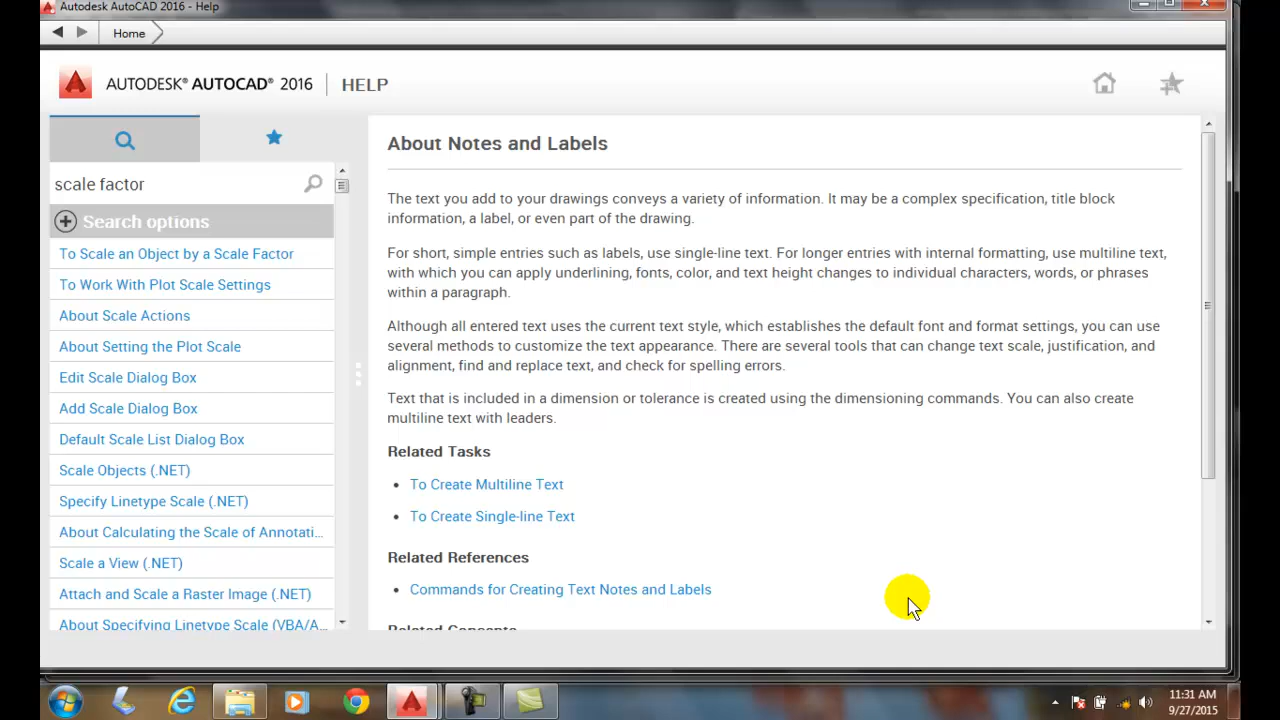 Autodesk AutoCAD 2016 - Help
Home
AUTODESK® AUTOCAD® 2016 HELP
scale factor
Search options
To Scale an Object by a Scale Factor
To Work With Plot Scale Settings
About Scale Actions
About Setting the Plot Scale
Edit Scale Dialog Box
Add Scale Dialog Box
Default Scale List Dialog Box
Scale Objects (.NET)
Specify Linetype Scale (.NET)
About Calculating the Scale of Annotati...
Scale a View (.NET)
Attach and Scale a Raster Image (.NET)
About Specifying Linetype Scale (VBA/A...
About Notes and Labels
The text you add to your drawings conveys a variety of information. It may be a complex specification, title block
information, a label, or even part of the drawing.
For short, simple entries such as labels, use single-line text. For longer entries with internal formatting, use multiline text,
with which you can apply underlining, fonts, color, and text height changes to individual characters, words, or phrases
within a paragraph.
Although all entered text uses the current text style, which establishes the default font and format settings, you can use
several methods to customize the text appearance. There are several tools that can change text scale, justification, and
alignment, find and replace text, and check for spelling errors.
Text that is included in a dimension or tolerance is created using the dimensioning commands. You can also create
multiline text with leaders.
Related Tasks
• To Create Multiline Text
• To Create Single-line Text
Related References
• Commands for Creating Text Notes and Labels
Related Concepts
11:31 AM
9/27/2015